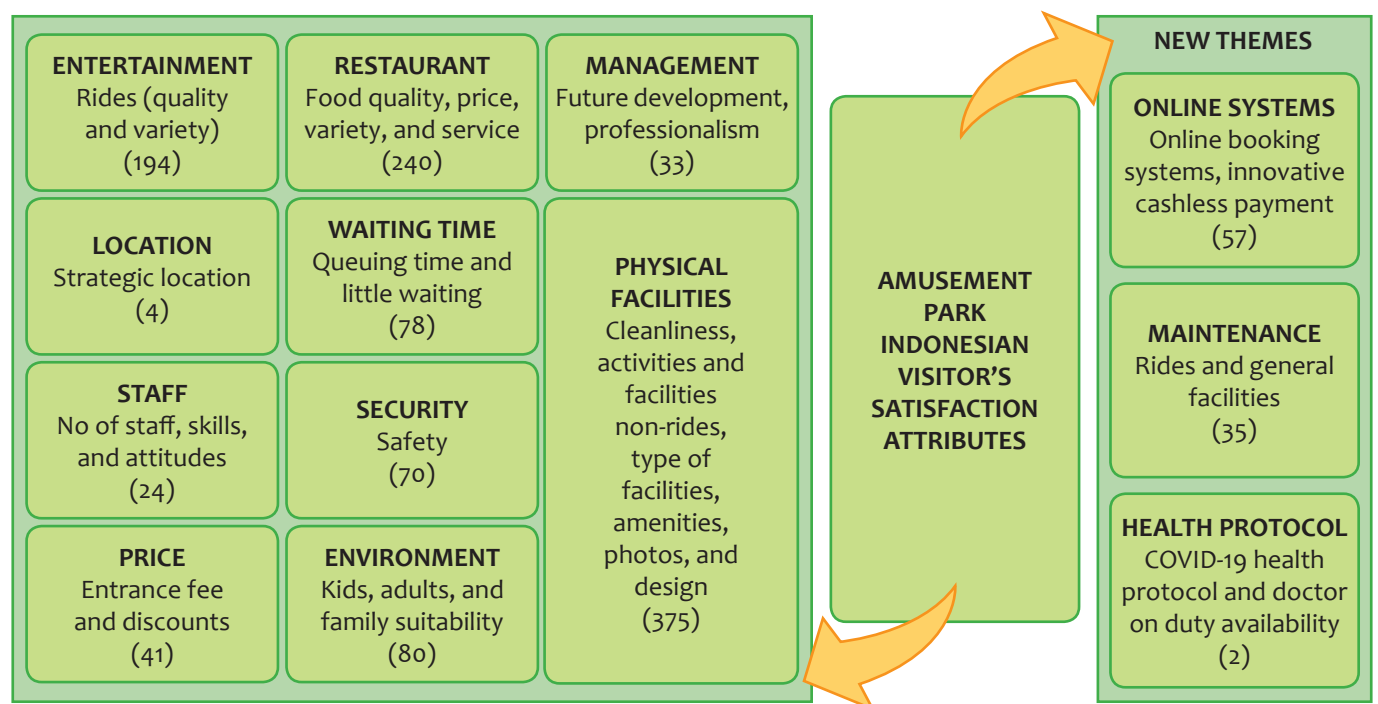 ENTERTAINMENT
Rides (quality
and variety)
(194)
RESTAURANT
Food quality, price,
variety, and service
(240)
MANAGEMENT
Future development,
professionalism
(33)
LOCATION
Strategic location
(4)
WAITING TIME
Queuing time and
little waiting
(78)
PHYSICAL
FACILITIES
Cleanliness,
activities and
facilities
non-rides,
type of
facilities,
amenities,
photos, and
design
(375)
STAFF
No of staff, skills,
and attitudes
(24)
SECURITY
Safety
(70)
PRICE
Entrance fee
and discounts
(41)
ENVIRONMENT
Kids, adults, and
family suitability
(80)
AMUSEMENT
PARK
INDONESIAN
VISITOR’S
SATISFACTION
ATTRIBUTES
NEW THEMES
ONLINE SYSTEMS
Online booking
systems, innovative
cashless payment
(57)
MAINTENANCE
Rides and general
facilities
(35)
HEALTH PROTOCOL
COVID-19 health
protocol and doctor
on duty availability
(2)